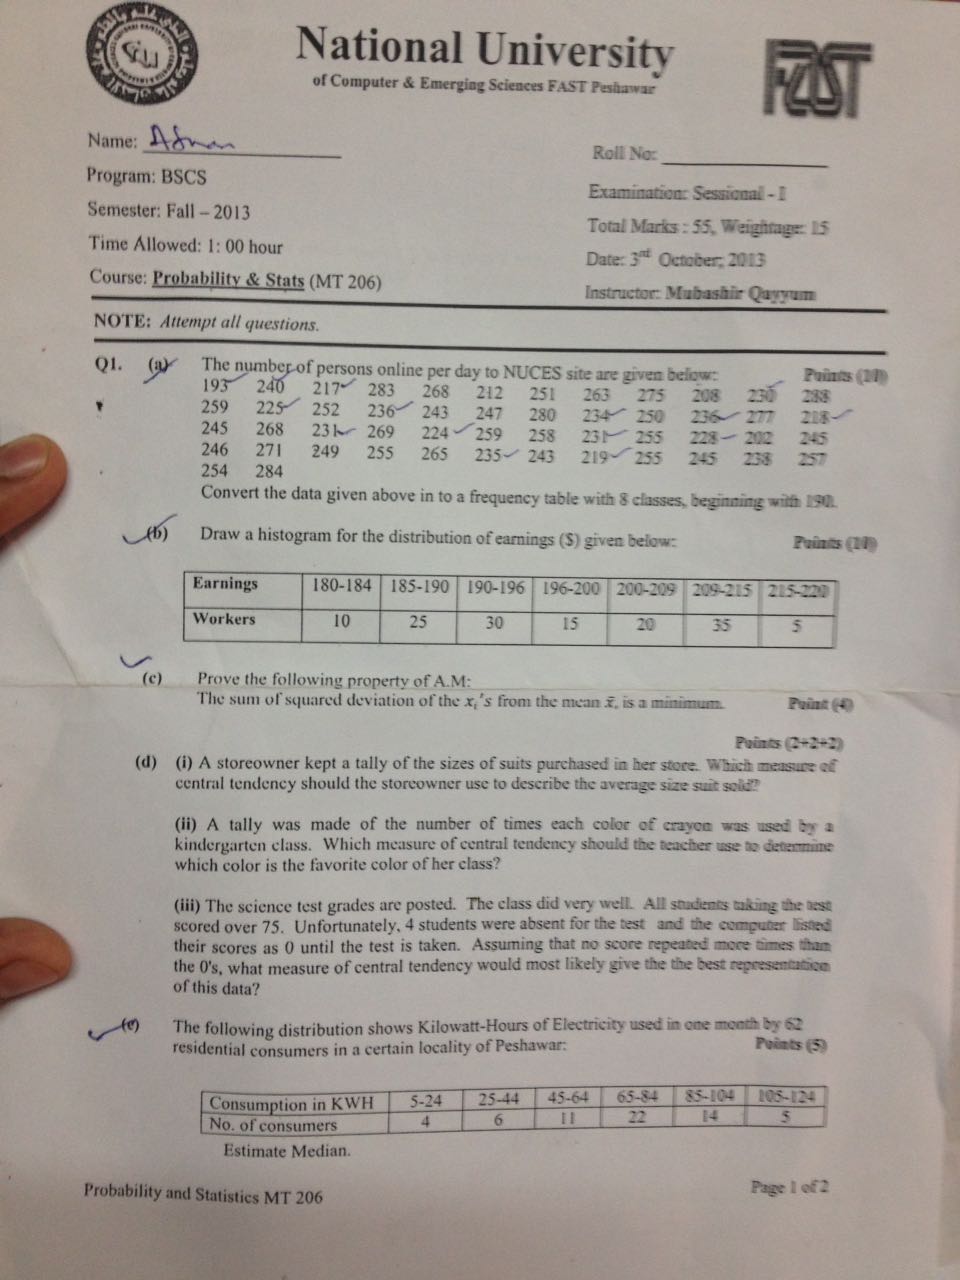 National University
of Computer & Emerging Sciences FAST Peshawar
FAST
Name: Adnan
Roll No:
Program: BSCS
Examination: Sessional - I
Semester: Fall – 2013
Total Marks : 55, Weightage: 15
Time Allowed: 1: 00 hour
Date: 3rd October, 2013
Course: Probability & Stats (MT 206)
Instructor: Mubashir Qayyum
NOTE: Attempt all questions.
Q1. (a) The number of persons online per day to NUCES site are given below: Points (10)
193 240 217 283 268 212 251 263 275 208 230 288
259 225 252 236 243 247 280 234 250 236 277 218
245 268 231 269 224 259 258 231 255 228 202 245
246 271 249 255 265 235 243 219 255 245 238 257
254 284
Convert the data given above in to a frequency table with 8 classes, beginning with 190.
(b) Draw a histogram for the distribution of earnings ($) given below: Points (10)
Earnings 180-184 185-190 190-196 196-200 200-209 209-215 215-220
Workers 10 25 30 15 20 35 5
(c) Prove the following property of A.M:
The sum of squared deviation of the xi's from the mean x̄, is a minimum. Point (4)
Points (2+2+2)
(d) (i) A storeowner kept a tally of the sizes of suits purchased in her store. Which measure of
central tendency should the storeowner use to describe the average size suit sold?
(ii) A tally was made of the number of times each color of crayon was used by a
kindergarten class. Which measure of central tendency should the teacher use to determine
which color is the favorite color of her class?
(iii) The science test grades are posted. The class did very well. All students taking the test
scored over 75. Unfortunately, 4 students were absent for the test and the computer listed
their scores as 0 until the test is taken. Assuming that no score repeated more times than
the 0's, what measure of central tendency would most likely give the the best representation
of this data?
(e) The following distribution shows Kilowatt-Hours of Electricity used in one month by 62
residential consumers in a certain locality of Peshawar: Points (5)
Consumption in KWH 5-24 25-44 45-64 65-84 85-104 105-124
No. of consumers 4 6 11 22 14 5
Estimate Median.
Probability and Statistics MT 206
Page 1 of 2